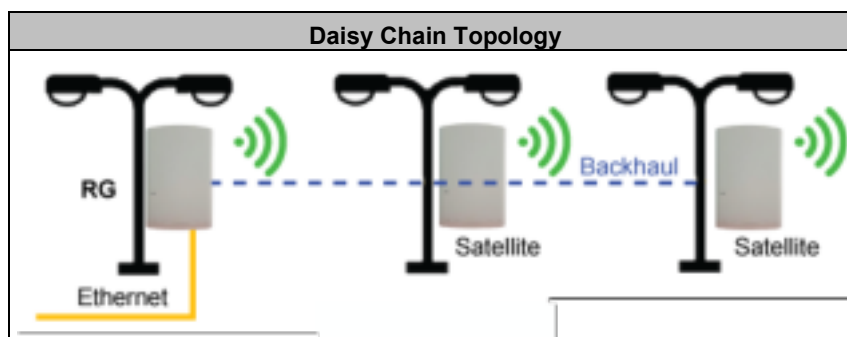 Daisy Chain Topology
Backhaul
RG
Satellite
Satellite
Ethernet